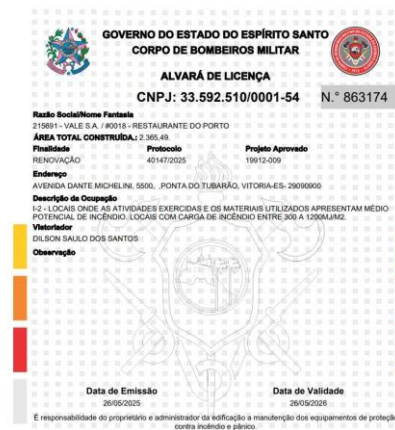 GOVERNO DO ESTADO DO ESPÍRITO SANTO
CORPO DE BOMBEIROS MILITAR
ALVARÁ DE LICENÇA
CNPJ: 33.592.510/0001-54 N.° 863174
Razão Social/Nome Fantasia
215691 - VALE S.A. / #0018 - RESTAURANTE DO PORTO
ÁREA TOTAL CONSTRUÍDA.: 2.365,49.
Finalidade Protocolo Projeto Aprovado
RENOVAÇÃO 40147/2025 19912-009
Endereço
AVENIDA DANTE MICHELINI, 5500, ,PONTA DO TUBARÃO, VITORIA-ES- 29090900
Descrição da Ocupação
I-2 - LOCAIS ONDE AS ATIVIDADES EXERCIDAS E OS MATERIAIS UTILIZADOS APRESENTAM MÉDIO
POTENCIAL DE INCÊNDIO. LOCAIS COM CARGA DE INCÊNDIO ENTRE 300 A 1200MJ/M2.
Vistoriador
DILSON SAULO DOS SANTOS
Observação
Data de Emissão Data de Validade
26/05/2025 26/05/2026
É responsabilidade do proprietário e administrador da edificação a manutenção dos equipamentos de proteçã
contra incêndio e pânico.